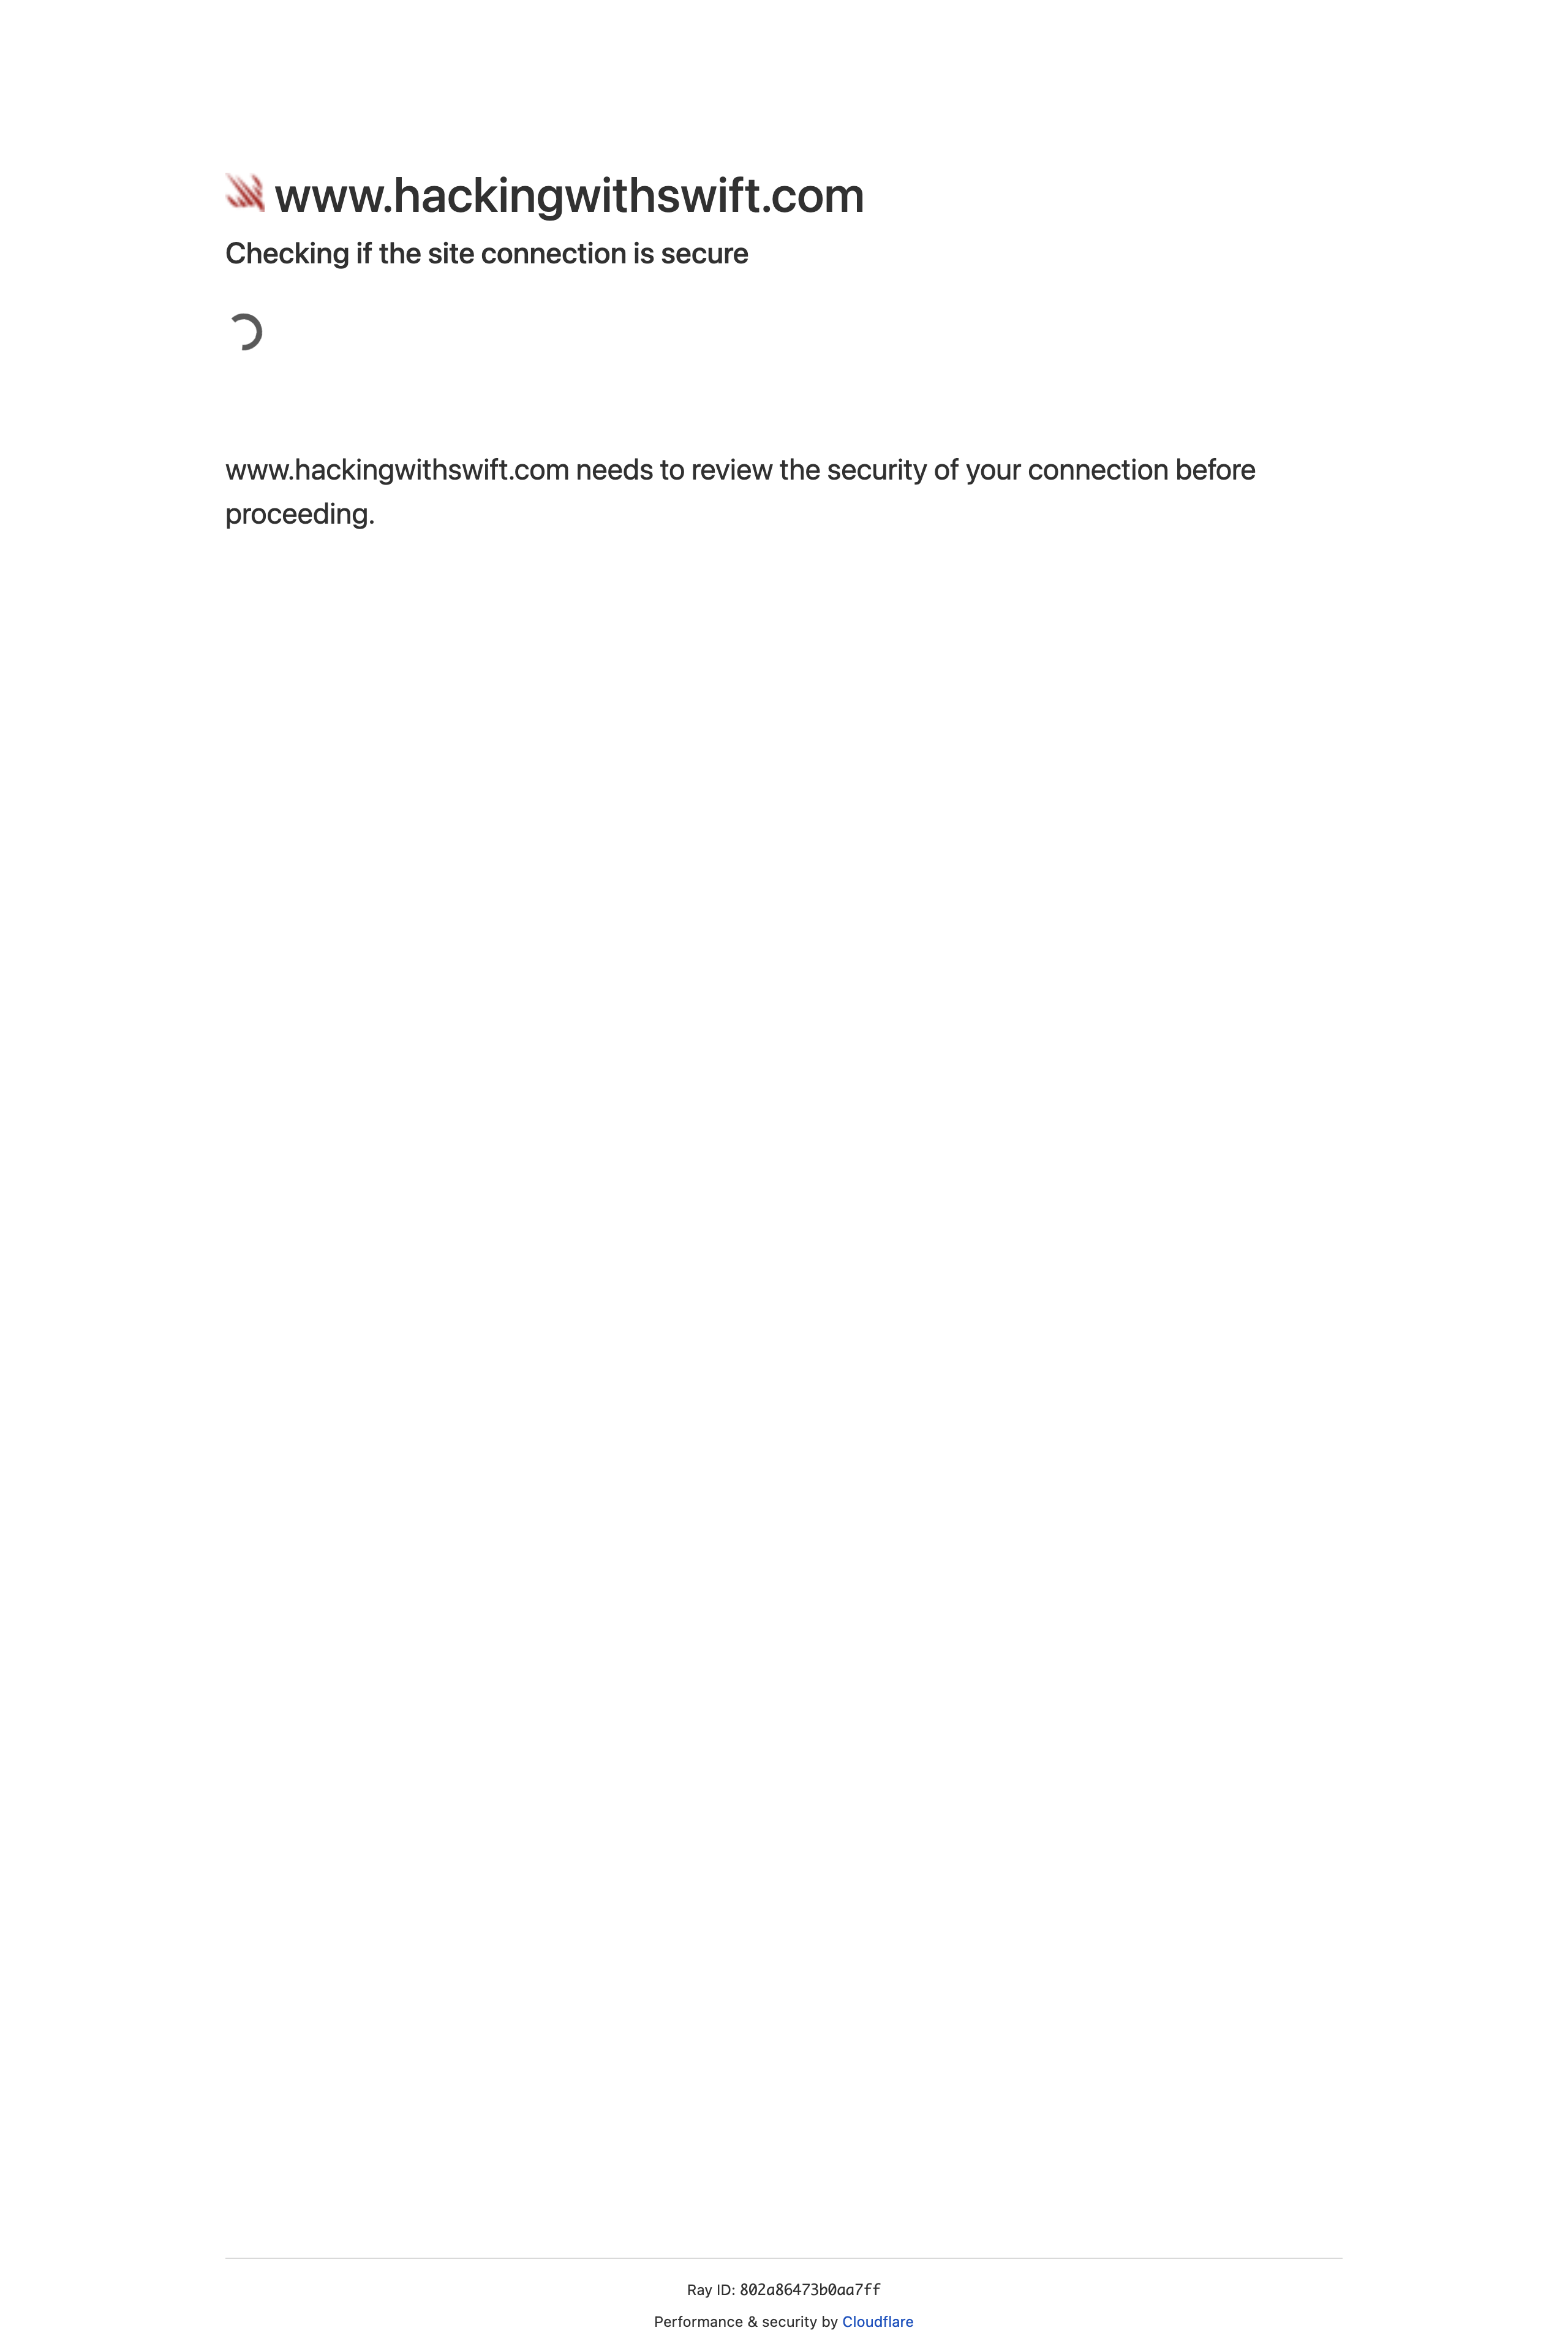 www.hackingwithswift.com
Checking if the site connection is secure
www.hackingwithswift.com needs to review the security of your connection before
proceeding.
Ray ID: 802a86473b0aa7ff
Performance & security by Cloudflare